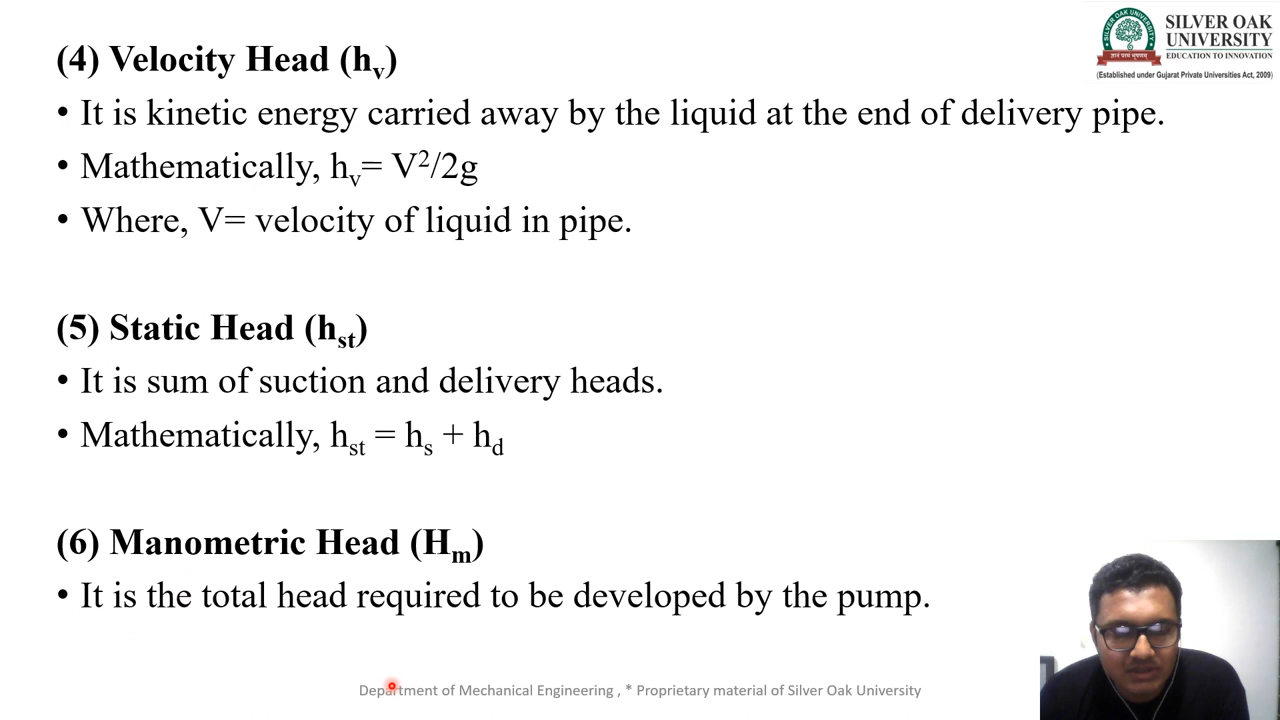 SILVER OAK
UNIVERSITY
EDUCATION TO INNOVATION
(Established under Gujarat Private Universities Act, 2009)
SILVER OAK UNIVERSITY
(4) Velocity Head (hv)
• It is kinetic energy carried away by the liquid at the end of delivery pipe.
• Mathematically, hv= V²/2g
• Where, V= velocity of liquid in pipe.
(5) Static Head (hst)
• It is sum of suction and delivery heads.
• Mathematically, hst = hs + hd
(6) Manometric Head (Hm)
• It is the total head required to be developed by the pump.
Department of Mechanical Engineering , * Proprietary material of Silver Oak University